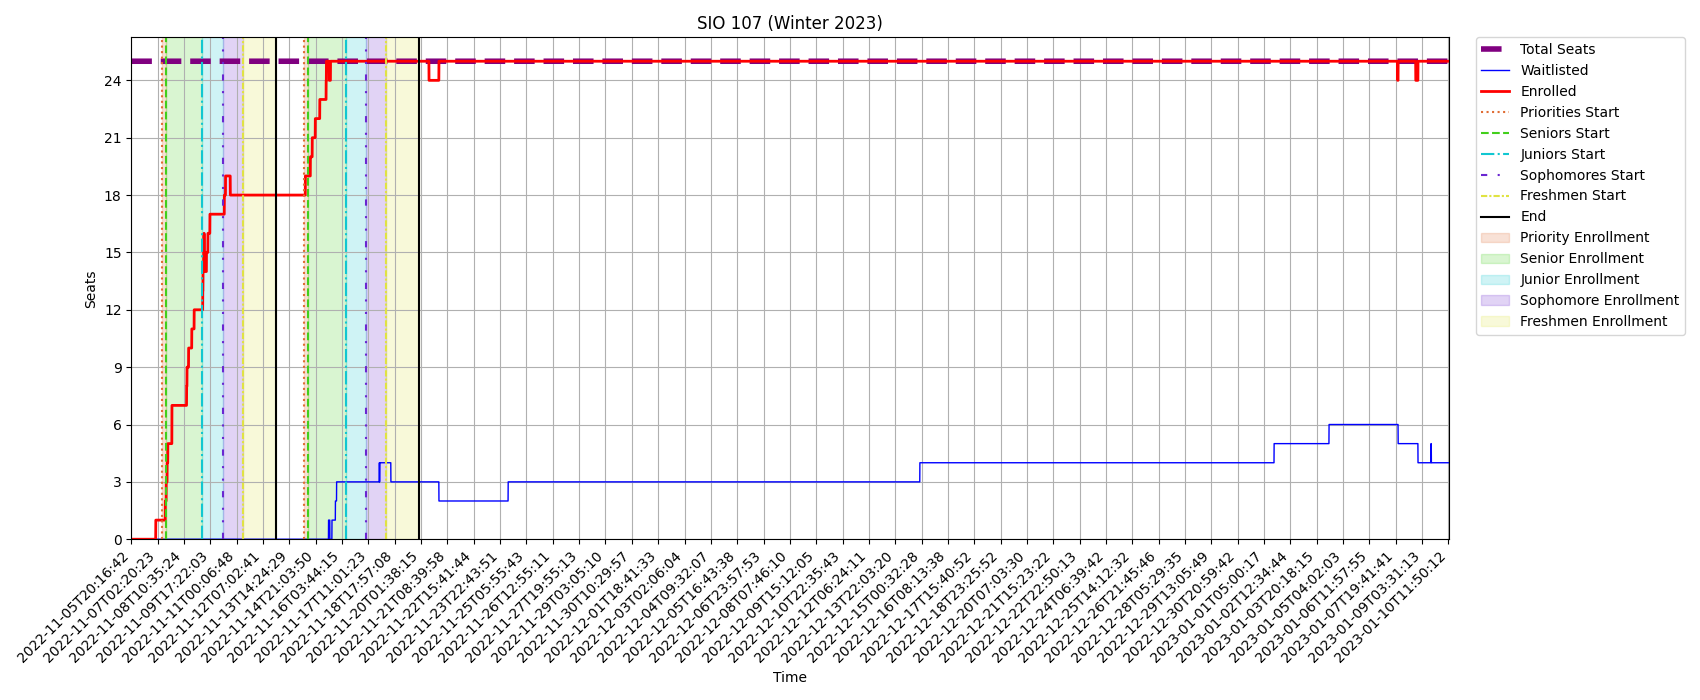 SIO 107 (Winter 2023)
Seats
24
21
18
15
12
9
6
3
0
2022-11-05T20:16:42
2022-11-07T02:20:23
2022-11-08T10:35:24
2022-11-09T17:22:03
2022-11-11T00:06:48
2022-11-12T07:02:41
2022-11-13T14:24:29
2022-11-14T21:03:50
2022-11-16T03:44:15
2022-11-17T11:01:23
2022-11-18T17:57:08
2022-11-20T01:38:15
2022-11-21T08:39:58
2022-11-22T15:41:44
2022-11-23T22:43:51
2022-11-25T05:55:43
2022-11-26T12:55:11
2022-11-27T19:55:13
2022-11-29T03:05:10
2022-11-30T10:29:57
2022-12-01T18:41:33
2022-12-03T02:06:04
2022-12-04T09:32:07
2022-12-05T16:43:38
2022-12-06T23:57:53
2022-12-08T07:46:10
2022-12-09T15:12:05
2022-12-10T22:35:43
2022-12-12T06:24:11
2022-12-13T22:03:20
2022-12-15T00:32:28
2022-12-16T08:13:38
2022-12-17T15:40:52
2022-12-18T23:25:52
2022-12-20T07:03:30
2022-12-21T15:23:22
2022-12-22T22:50:13
2022-12-24T06:39:42
2022-12-25T14:12:32
2022-12-26T21:45:46
2022-12-28T05:29:35
2022-12-29T13:05:49
2022-12-30T20:59:42
2023-01-01T05:00:17
2023-01-02T12:34:44
2023-01-03T20:18:15
2023-01-05T04:02:03
2023-01-06T11:57:55
2023-01-07T19:41:41
2023-01-09T03:31:13
2023-01-10T11:50:12
Time
Total Seats
Waitlisted
Enrolled
Priorities Start
Seniors Start
Juniors Start
Sophomores Start
Freshmen Start
End
Priority Enrollment
Senior Enrollment
Junior Enrollment
Sophomore Enrollment
Freshmen Enrollment